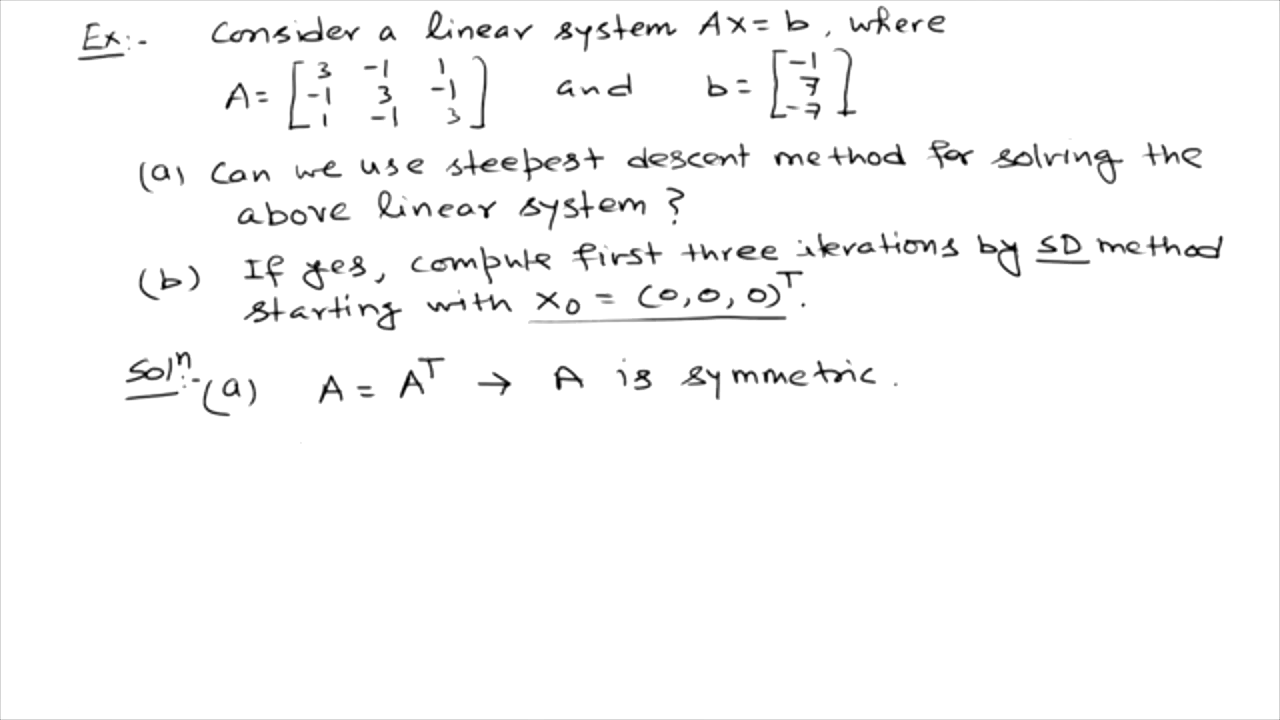 Ex:- Consider a linear system Ax = b, where
A = [3 -1 1; -1 3 -1; 1 -1 3] and b = [-1; 7; -7]
(a) Can we use steepest descent method for solving the
above linear system ?
(b) If yes, compute first three iterations by SD method
starting with x₀ = (0, 0, 0)ᵀ.
Solⁿ:- (a) A = Aᵀ → A is symmetric.